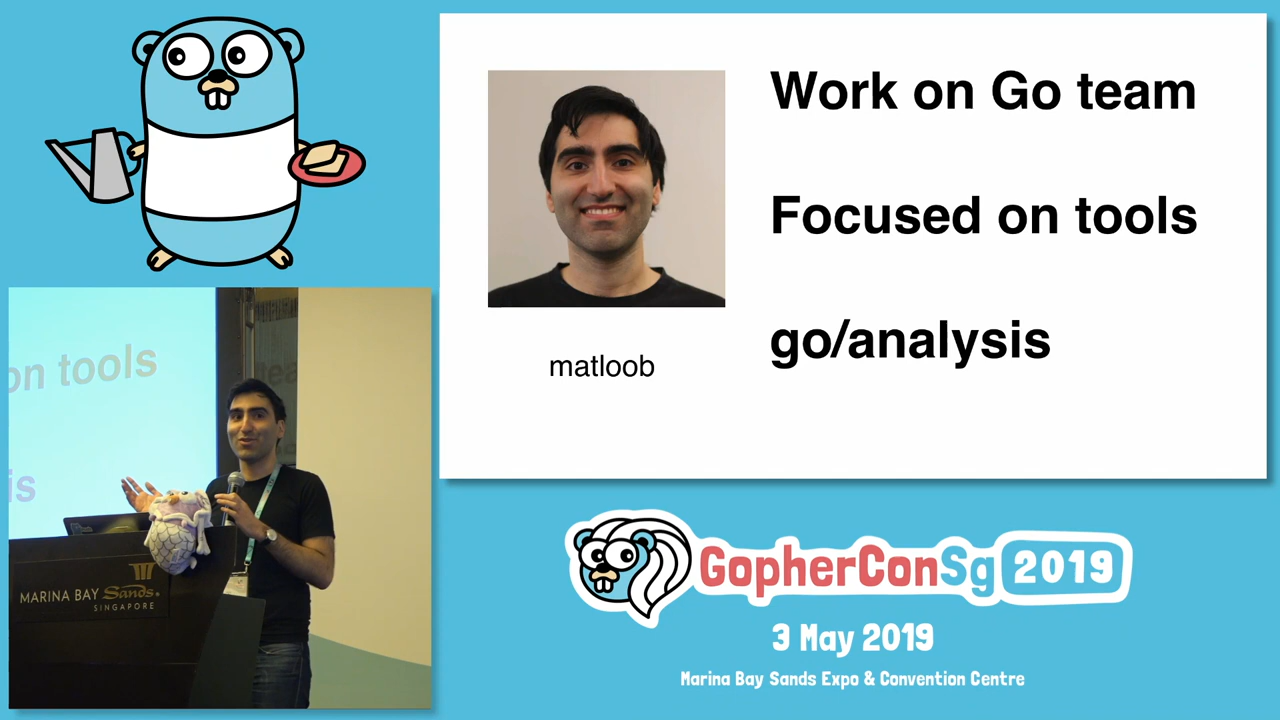 Work on Go team
Focused on tools
go/analysis
matloob
on tools
is
MARINA BAY Sands
SINGAPORE
GopherConSg 2019
3 May 2019
Marina Bay Sands Expo & Convention Centre